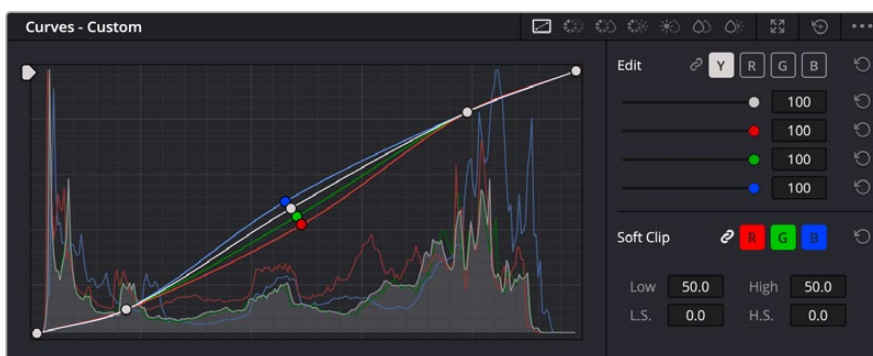 Curves - Custom
Edit Y R G B
100
100
100
100
Soft Clip R G B
Low 50.0 High 50.0
L.S. 0.0 H.S. 0.0